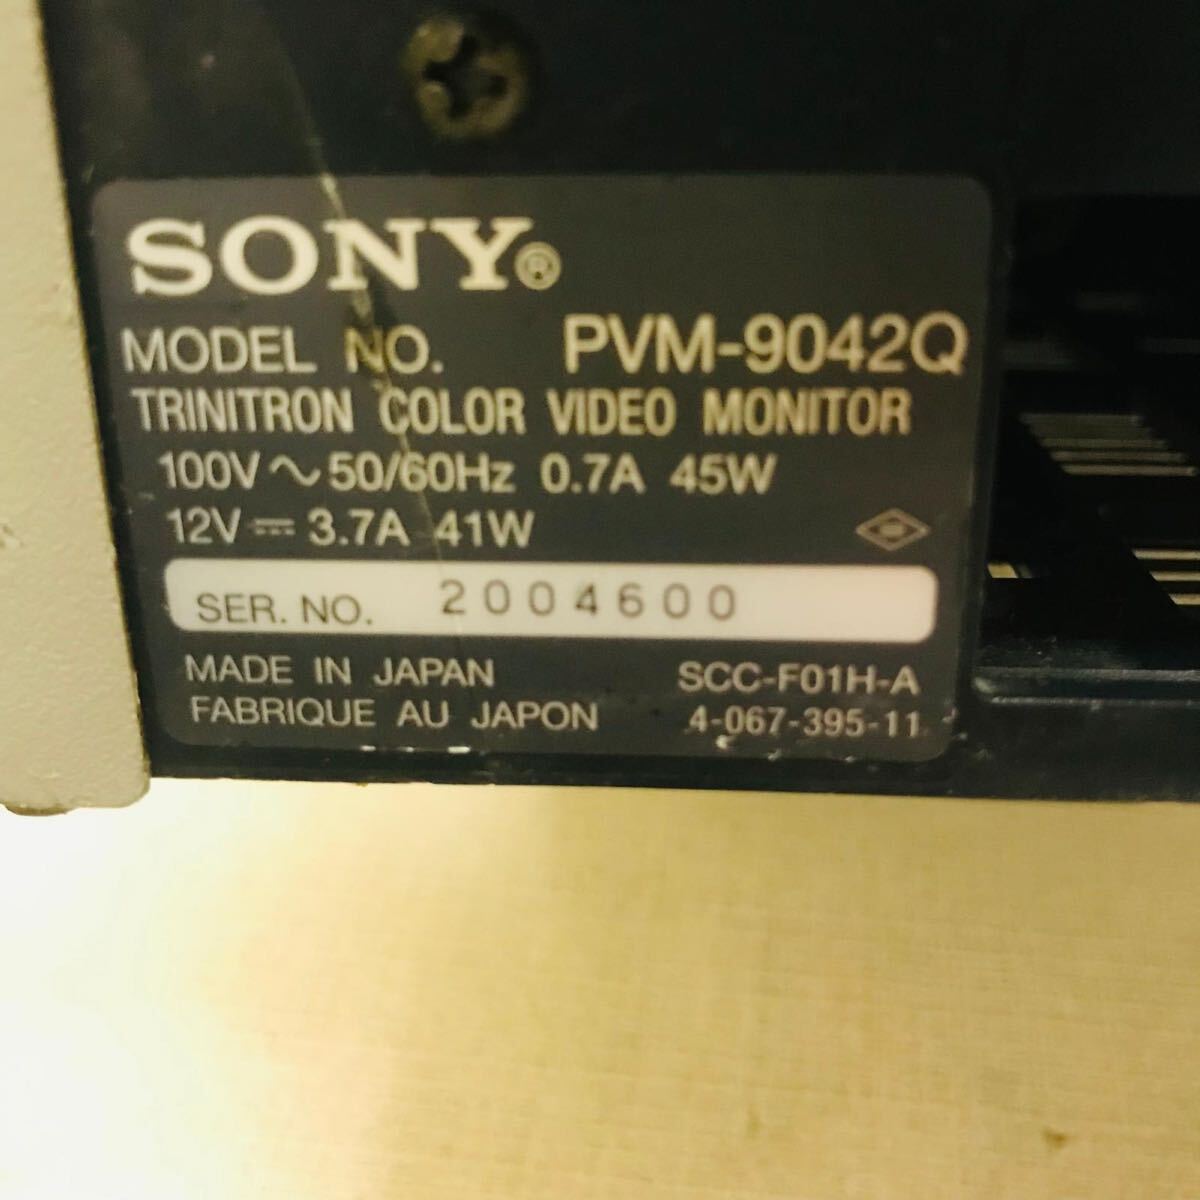 SONY®
MODEL NO. PVM-9042Q
TRINITRON COLOR VIDEO MONITOR
100V～50/60Hz 0.7A 45W
12V⎓ 3.7A 41W
SER. NO. 2004600
MADE IN JAPAN SCC-F01H-A
FABRIQUE AU JAPON 4-067-395-11